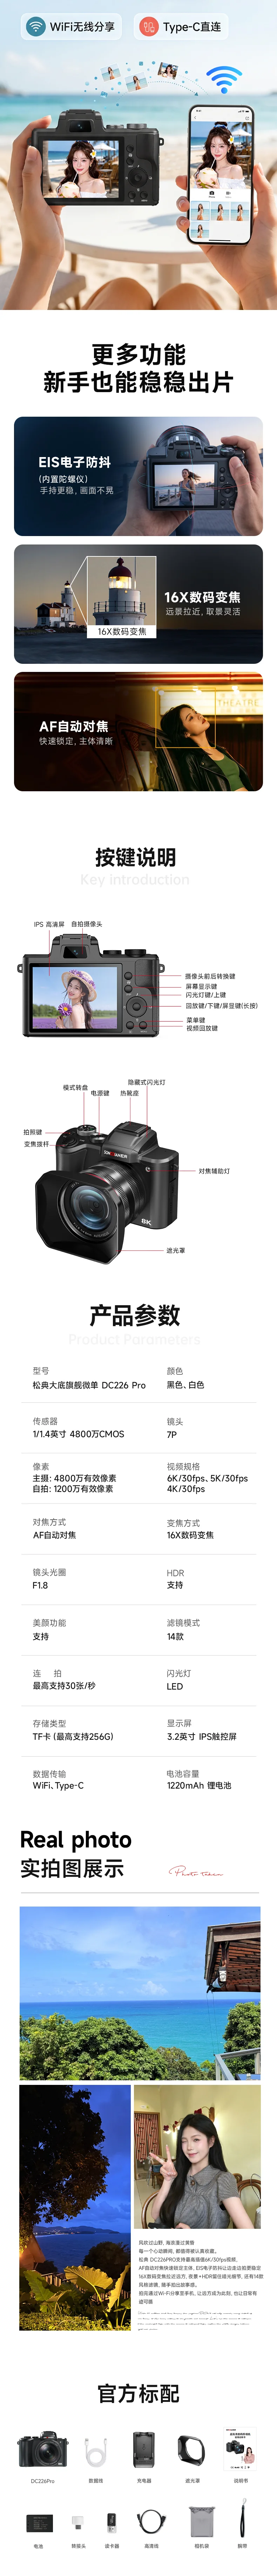 WiFi无线分享
Type-C直连
更多功能
新手也能稳稳出片
EIS电子防抖
(内置陀螺仪)
手持更稳, 画面不晃
16X数码变焦
16X数码变焦
远景拉近, 取景灵活
THEATRE
AF自动对焦
快速锁定, 主体清晰
按键说明
Key introduction
IPS 高清屏
自拍摄像头
摄像头前后转换键
屏幕显示键
闪光灯键/上键
回放键/下键/屏显键(长按)
菜单键
视频回放键
隐藏式闪光灯
模式转盘
电源键
热靴座
拍照键
变焦拨杆
对焦辅助灯
8K
遮光罩
产品参数
Product Parameters
型号
松典大底旗舰微单 DC226 Pro
颜色
黑色、白色
传感器
1/1.4英寸 4800万CMOS
镜头
7P
像素
主摄: 4800万有效像素
自拍: 1200万有效像素
视频规格
6K/30fps、5K/30fps
4K/30fps
对焦方式
AF自动对焦
变焦方式
16X数码变焦
镜头光圈
F1.8
HDR
支持
美颜功能
支持
滤镜模式
14款
连 拍
最高支持30张/秒
闪光灯
LED
存储类型
TF卡 (最高支持256G)
显示屏
3.2英寸 IPS触控屏
数据传输
WiFi、Type-C
电池容量
1220mAh 锂电池
Real photo
实拍图展示
Photo taken
官方标配
DC226Pro
数据线
充电器
遮光罩
说明书
电池
转接头
读卡器
高清线
相机袋
腕带